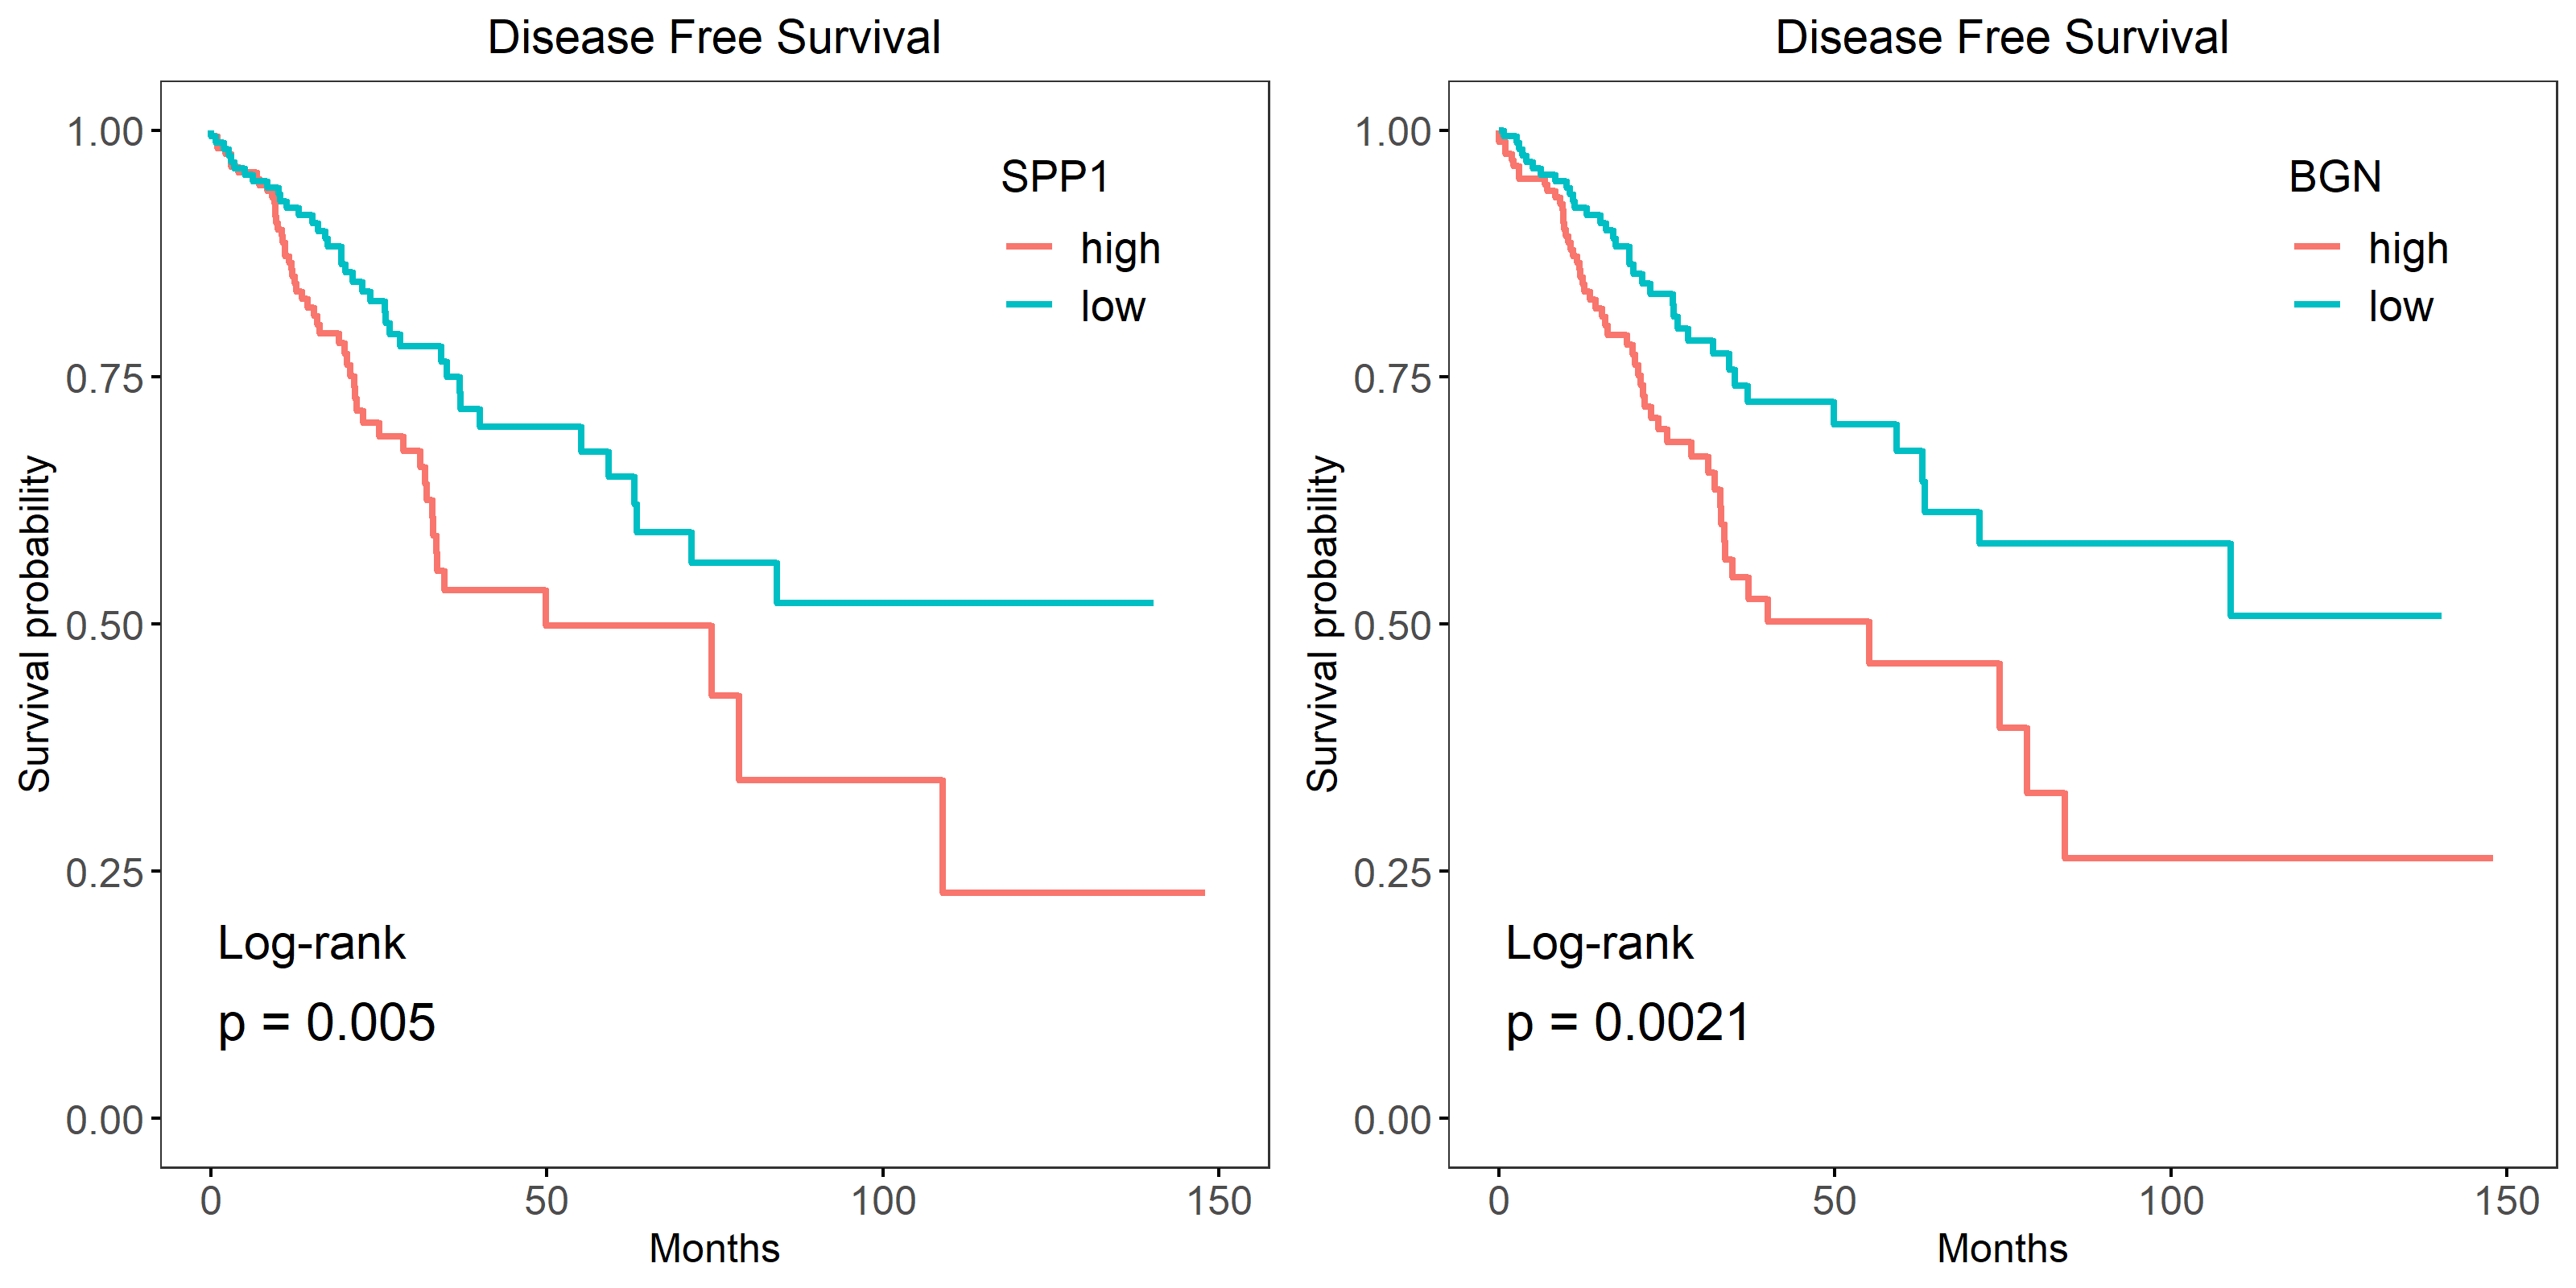 Disease Free Survival
Survival probability
1.00
0.75
0.50
0.25
0.00
SPP1
high
low
Log-rank
p = 0.005
0 50 100 150
Months
Disease Free Survival
Survival probability
1.00
0.75
0.50
0.25
0.00
BGN
high
low
Log-rank
p = 0.0021
0 50 100 150
Months